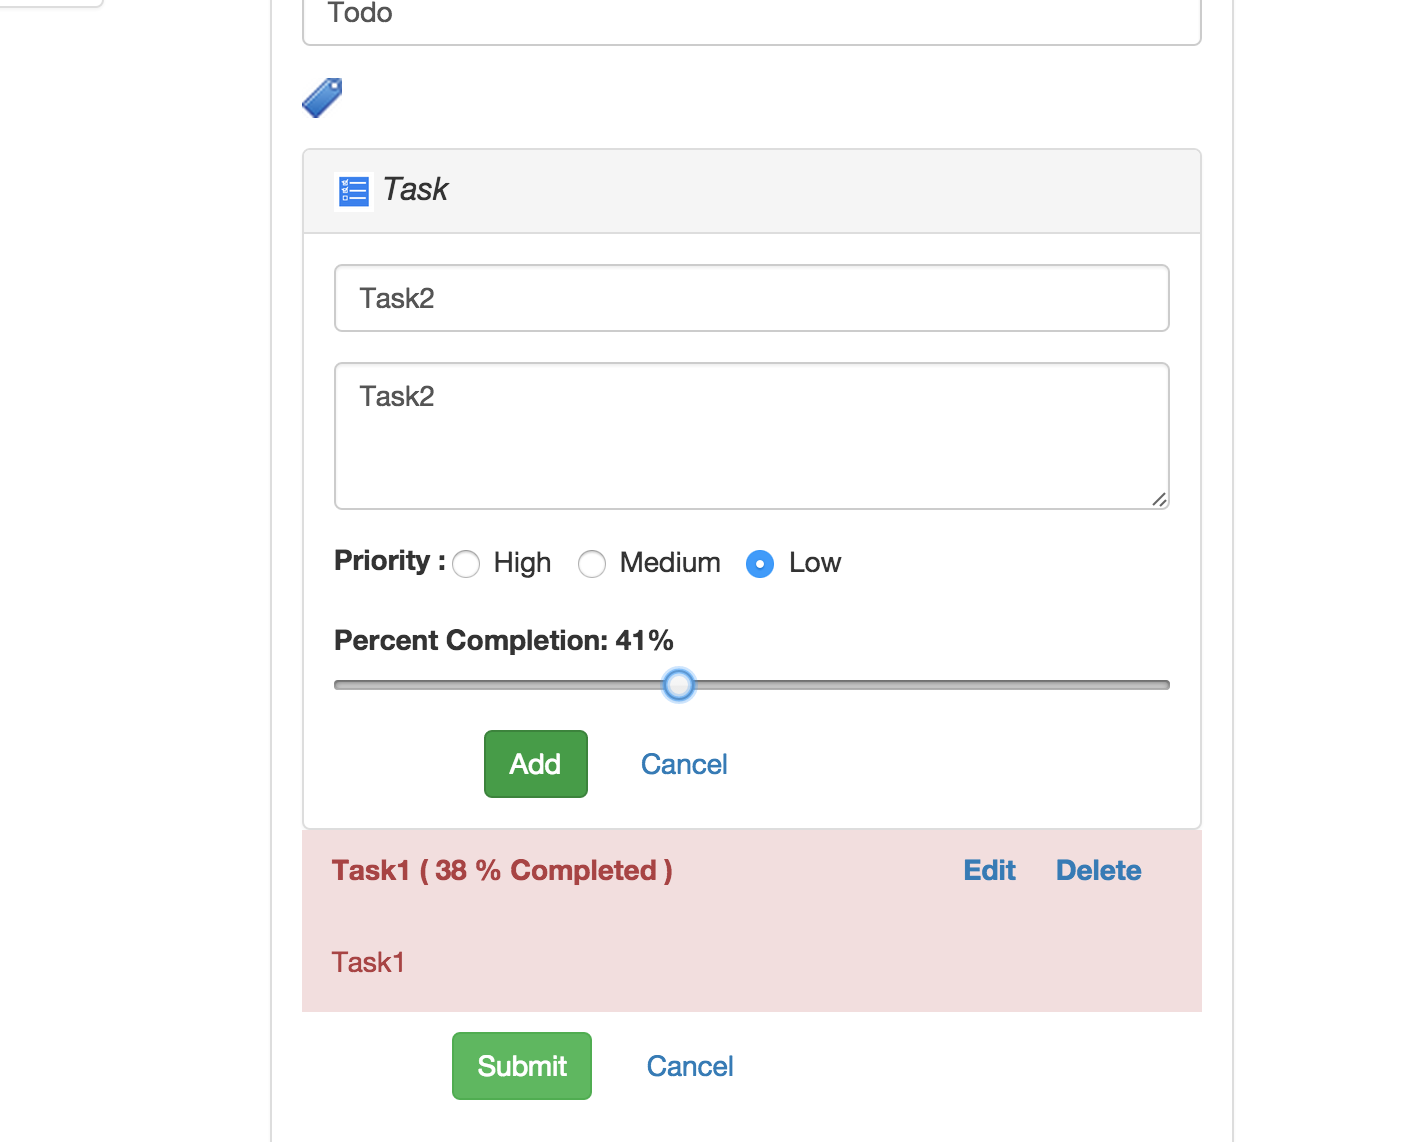 Todo
Task
Task2
Task2
Priority : High Medium Low
Percent Completion: 41%
Add Cancel
Task1 ( 38 % Completed ) Edit Delete
Task1
Submit Cancel